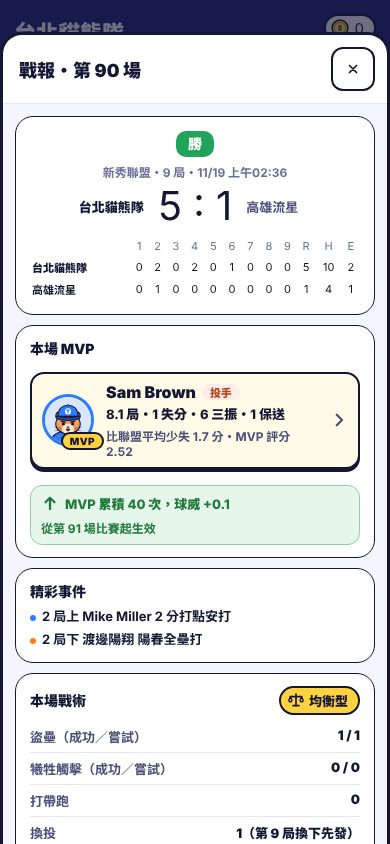 台北貓熊隊 0
戰報・第 90 場
勝
新秀聯盟・9 局・11/19 上午02:36
台北貓熊隊 5 : 1 高雄流星
1 2 3 4 5 6 7 8 9 R H E
台北貓熊隊 0 2 0 2 0 1 0 0 0 5 10 2
高雄流星 0 1 0 0 0 0 0 0 0 1 4 1
本場 MVP
Sam Brown 投手
8.1 局・1 失分・6 三振・1 保送
比聯盟平均少失 1.7 分・MVP 評分
2.52
MVP
↑ MVP 累積 40 次，球威 +0.1
從第 91 場比賽起生效
精彩事件
2 局上 Mike Miller 2 分打點安打
2 局下 渡邊陽翔 陽春全壘打
本場戰術 均衡型
盜壘（成功／嘗試） 1 / 1
犧牲觸擊（成功／嘗試） 0 / 0
打帶跑 0
換投 1（第 9 局換下先發）